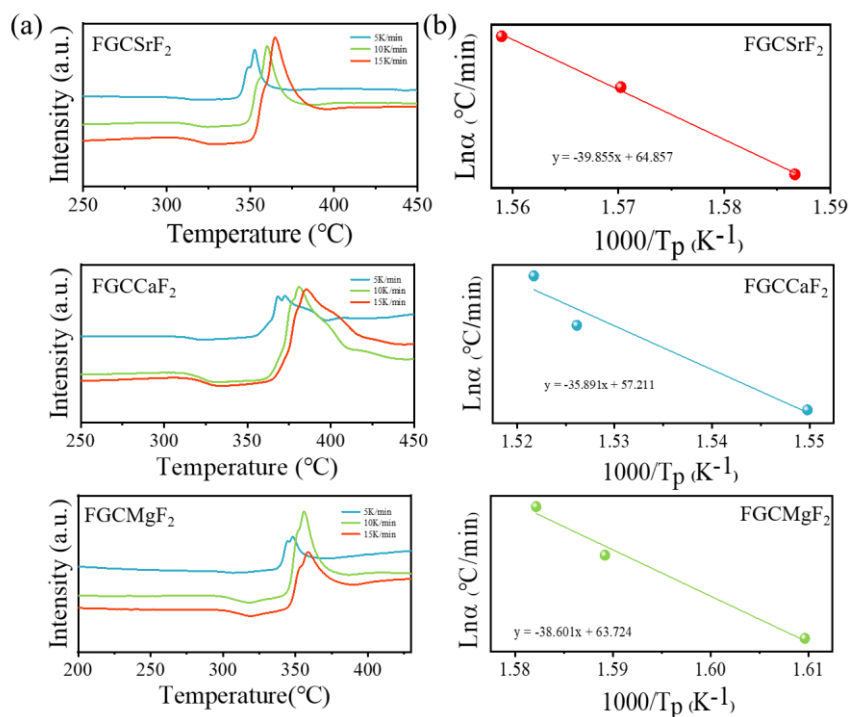 (a)
FGCSrF₂
5K/min
10K/min
15K/min
Intensity (a.u.)
250 300 350 400 450
Temperature (℃)
FGCCaF₂
5K/min
10K/min
15K/min
Intensity (a.u.)
250 300 350 400 450
Temperature (℃)
FGCMgF₂
5K/min
10K/min
15K/min
Intensity (a.u.)
200 250 300 350 400
Temperature(℃)
(b)
FGCSrF₂
Lnα (℃/min)
y = -39.855x + 64.857
1.56 1.57 1.58 1.59
1000/Tp (K⁻¹)
FGCCaF₂
Lnα (℃/min)
y = -35.891x + 57.211
1.52 1.53 1.54 1.55
1000/Tp (K⁻¹)
FGCMgF₂
Lnα (℃/min)
y = -38.601x + 63.724
1.58 1.59 1.60 1.61
1000/Tp (K⁻¹)